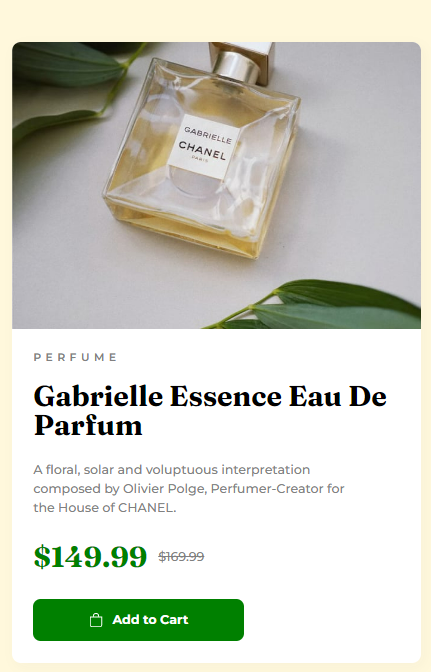 GABRIELLE
CHANEL
PARIS
PERFUME
Gabrielle Essence Eau De
Parfum
A floral, solar and voluptuous interpretation
composed by Olivier Polge, Perfumer-Creator for
the House of CHANEL.
$149.99 $169.99
Add to Cart